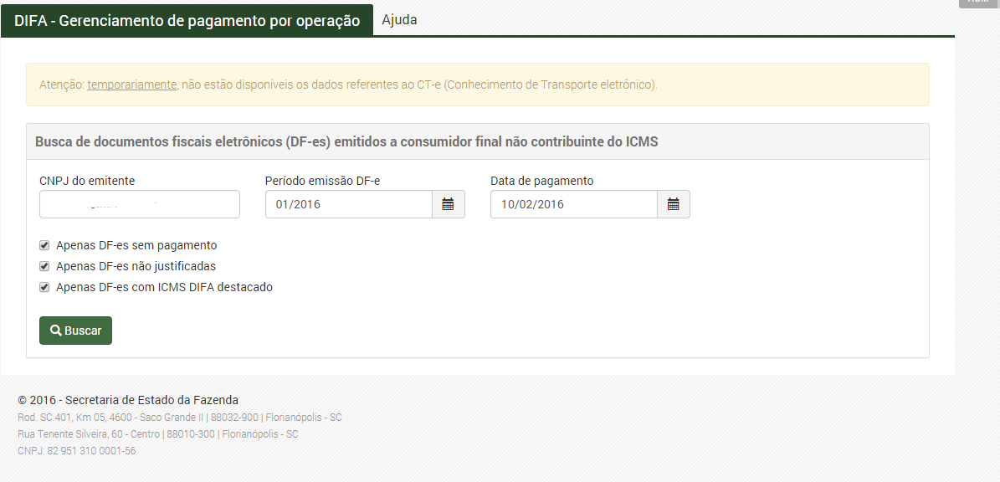 DIFA - Gerenciamento de pagamento por operação Ajuda
Atenção: temporariamente, não estão disponíveis os dados referentes ao CT-e (Conhecimento de Transporte eletrônico).
Busca de documentos fiscais eletrônicos (DF-es) emitidos a consumidor final não contribuinte do ICMS
CNPJ do emitente Período emissão DF-e Data de pagamento
01/2016 10/02/2016
Apenas DF-es sem pagamento
Apenas DF-es não justificadas
Apenas DF-es com ICMS DIFA destacado
Buscar
© 2016 - Secretaria de Estado da Fazenda
Rod. SC 401, Km 05, 4600 - Saco Grande II | 88032-900 | Florianópolis - SC
Rua Tenente Silveira, 60 - Centro | 88010-300 | Florianópolis - SC
CNPJ: 82 951 310 0001-56